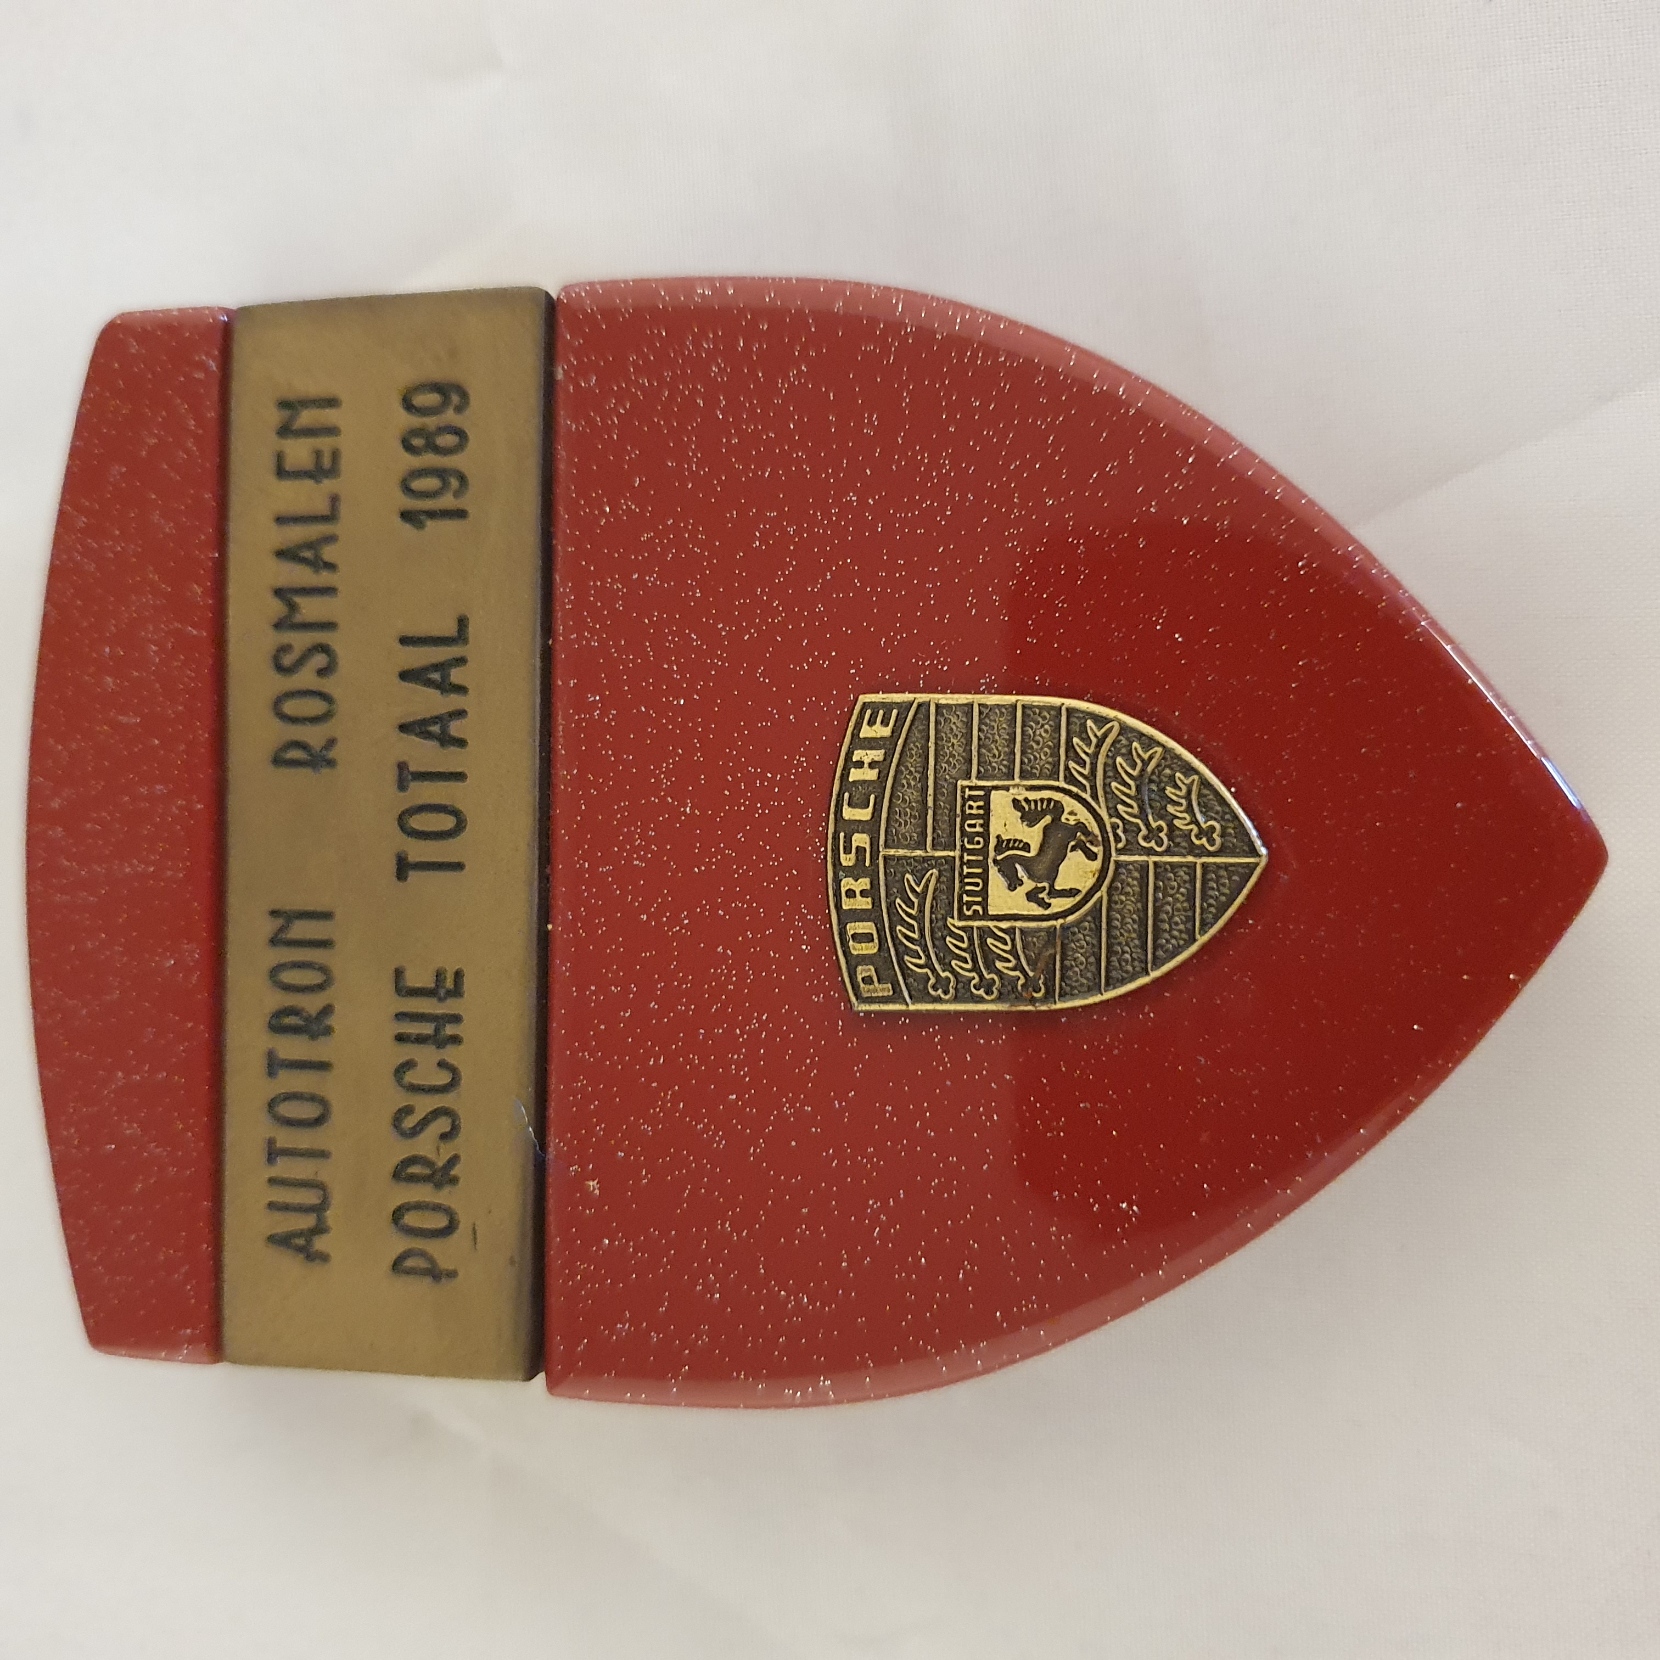 AUTOTRON ROSMALEN
PORSCHE TOTAAL 1989
PORSCHE
STUTTGART